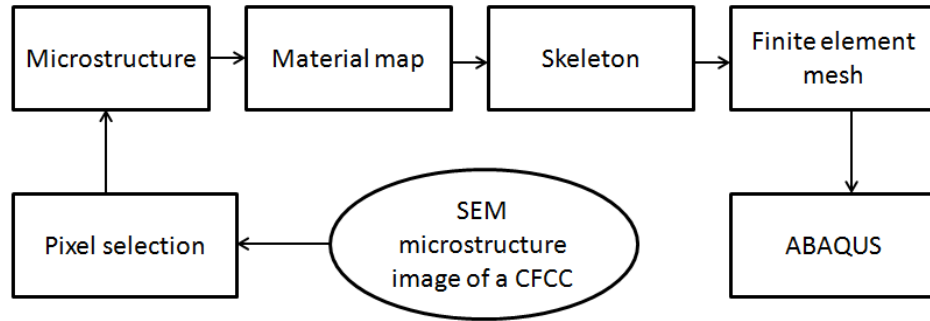 Microstructure
Material map
Skeleton
Finite element
mesh
Pixel selection
SEM
microstructure
image of a CFCC
ABAQUS